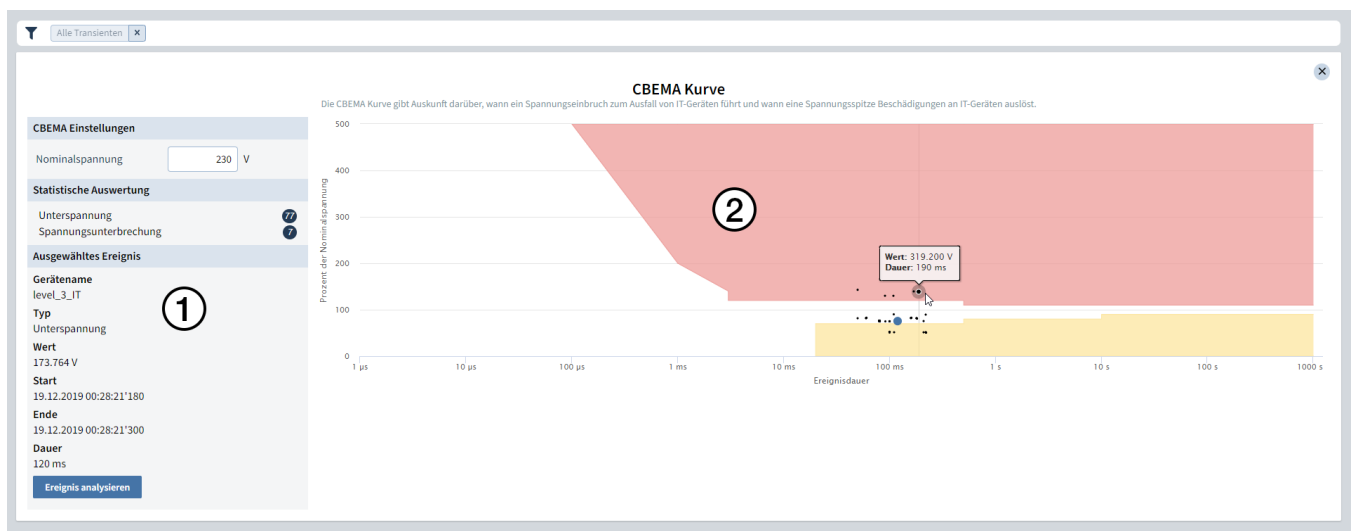 Alle Transienten x
CBEMA Kurve
Die CBEMA Kurve gibt Auskunft darüber, wann ein Spannungseinbruch zum Ausfall von IT-Geräten führt und wann eine Spannungsspitze Beschädigungen an IT-Geräten auslöst.
CBEMA Einstellungen
Nominalspannung 230 V
Statistische Auswertung
Unterspannung 77
Spannungsunterbrechung 7
Ausgewähltes Ereignis
Gerätename
level_3_IT
Typ
Unterspannung
Wert
173.764 V
Start
19.12.2019 00:28:21'180
Ende
19.12.2019 00:28:21'300
Dauer
120 ms
Ereignis analysieren
1
Prozent der Nominalspannung
500
400
300
200
100
0
2
Wert: 319.200 V
Dauer: 190 ms
1 µs 10 µs 100 µs 1 ms 10 ms 100 ms 1 s 10 s 100 s 1000 s
Ereignisdauer